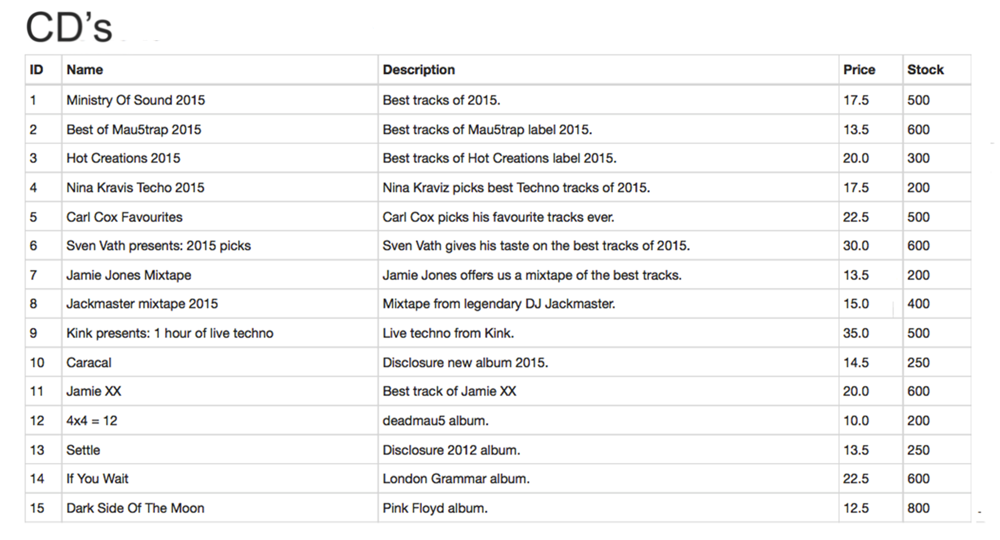 CD’s
ID Name Description Price Stock
1 Ministry Of Sound 2015 Best tracks of 2015. 17.5 500
2 Best of Mau5trap 2015 Best tracks of Mau5trap label 2015. 13.5 600
3 Hot Creations 2015 Best tracks of Hot Creations label 2015. 20.0 300
4 Nina Kravis Techo 2015 Nina Kraviz picks best Techno tracks of 2015. 17.5 200
5 Carl Cox Favourites Carl Cox picks his favourite tracks ever. 22.5 500
6 Sven Vath presents: 2015 picks Sven Vath gives his taste on the best tracks of 2015. 30.0 600
7 Jamie Jones Mixtape Jamie Jones offers us a mixtape of the best tracks. 13.5 200
8 Jackmaster mixtape 2015 Mixtape from legendary DJ Jackmaster. 15.0 400
9 Kink presents: 1 hour of live techno Live techno from Kink. 35.0 500
10 Caracal Disclosure new album 2015. 14.5 250
11 Jamie XX Best track of Jamie XX 20.0 600
12 4x4 = 12 deadmau5 album. 10.0 200
13 Settle Disclosure 2012 album. 13.5 250
14 If You Wait London Grammar album. 22.5 600
15 Dark Side Of The Moon Pink Floyd album. 12.5 800